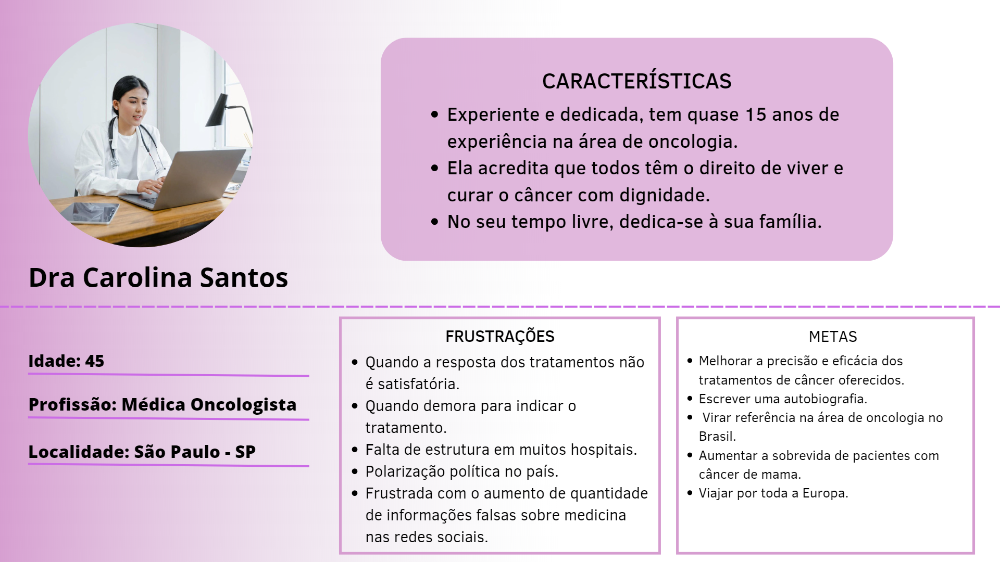 CARACTERÍSTICAS
• Experiente e dedicada, tem quase 15 anos de
experiência na área de oncologia.
• Ela acredita que todos têm o direito de viver e
curar o câncer com dignidade.
• No seu tempo livre, dedica-se à sua família.
Dra Carolina Santos
Idade: 45
Profissão: Médica Oncologista
Localidade: São Paulo - SP
FRUSTRAÇÕES
• Quando a resposta dos tratamentos não
é satisfatória.
• Quando demora para indicar o
tratamento.
• Falta de estrutura em muitos hospitais.
• Polarização política no país.
• Frustrada com o aumento de quantidade
de informações falsas sobre medicina
nas redes sociais.
METAS
• Melhorar a precisão e eficácia dos
tratamentos de câncer oferecidos.
• Escrever uma autobiografia.
• Virar referência na área de oncologia no
Brasil.
• Aumentar a sobrevida de pacientes com
câncer de mama.
• Viajar por toda a Europa.